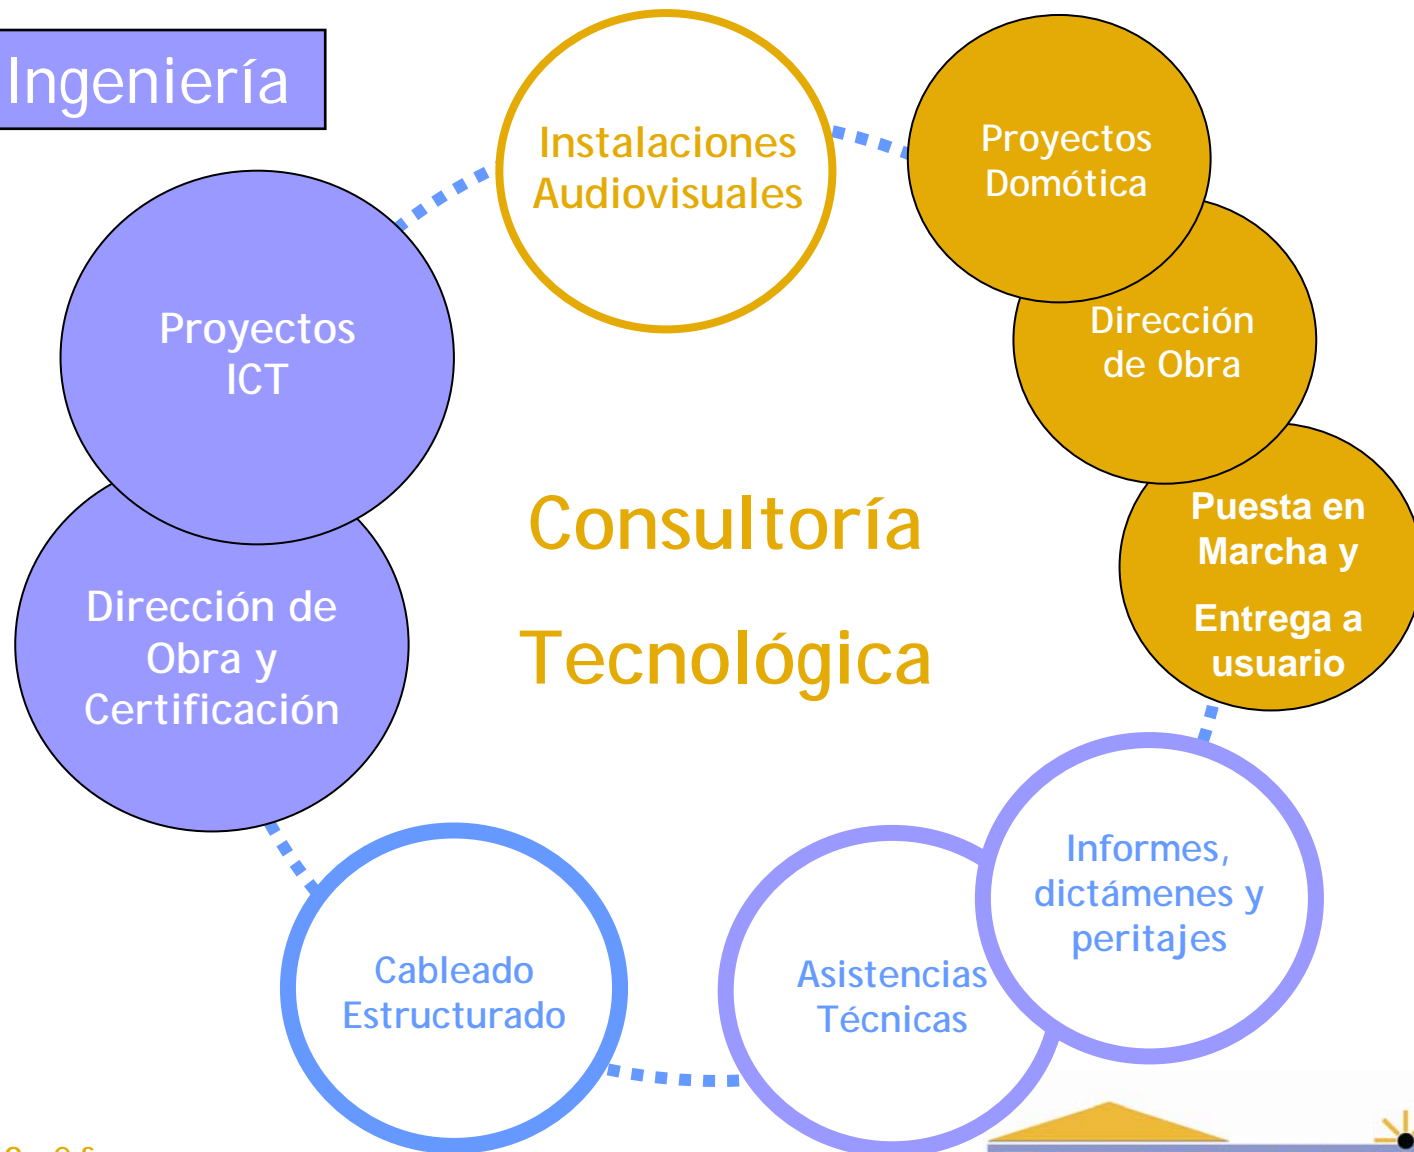 Ingeniería
Instalaciones
Audiovisuales
Proyectos
Domótica
Dirección
de Obra
Puesta en
Marcha y
Entrega a
usuario
Proyectos
ICT
Dirección de
Obra y
Certificación
Consultoría
Tecnológica
Informes,
dictámenes y
peritajes
Asistencias
Técnicas
Cableado
Estructurado